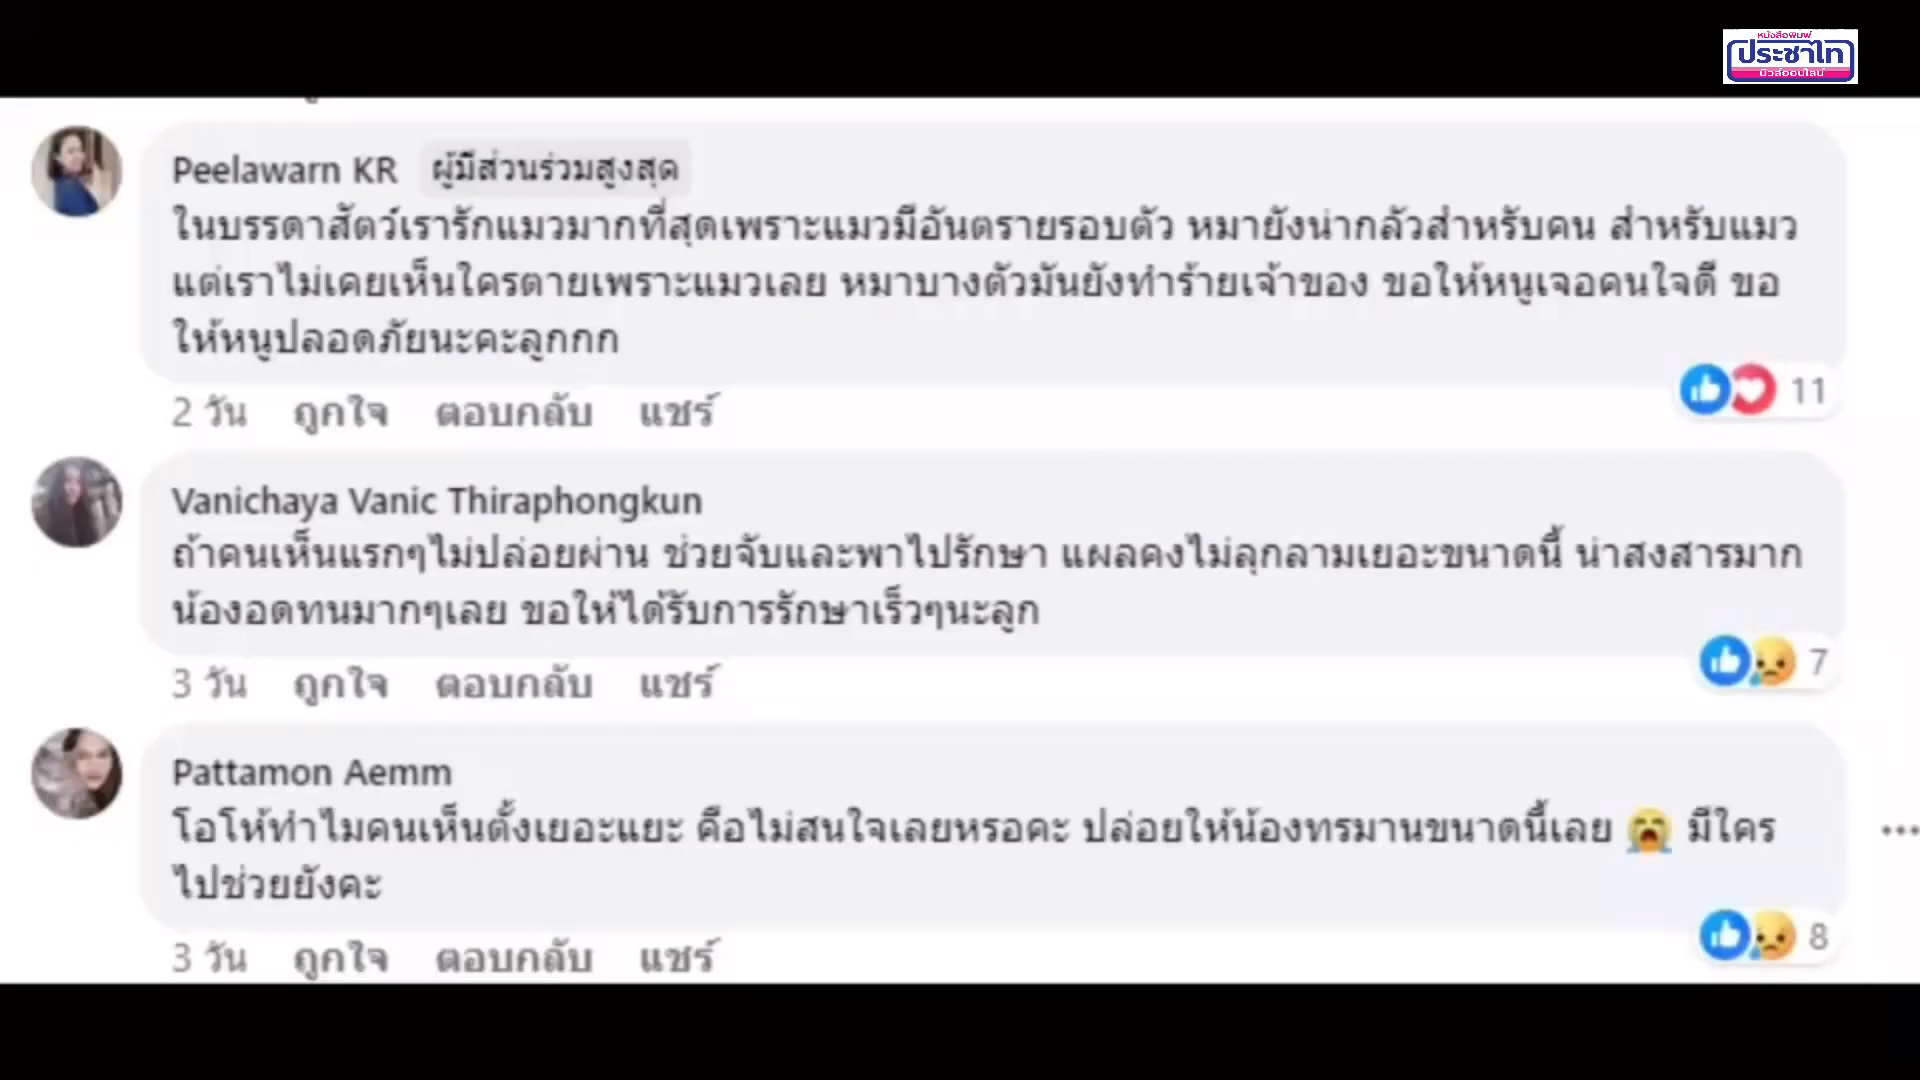 หนังสือพิมพ์
ประชาไท
นิวส์ออนไลน์
Peelawarn KR ผู้มีส่วนร่วมสูงสุด
ในบรรดาสัตว์เรารักแมวมากที่สุดเพราะแมวมีอันตรายรอบตัว หมายังน่ากลัวสำหรับคน สำหรับแมว
แต่เราไม่เคยเห็นใครตายเพราะแมวเลย หมาบางตัวมันยังทำร้ายเจ้าของ ขอให้หนูเจอคนใจดี ขอ
ให้หนูปลอดภัยนะคะลูกกกก
2 วัน ถูกใจ ตอบกลับ แชร์
11
Vanichaya Vanic Thiraphongkun
ถ้าคนเห็นแรกๆไม่ปล่อยผ่าน ช่วยจับและพาไปรักษา แผลคงไม่ลุกลามเยอะขนาดนี้ น่าสงสารมาก
น้องอดทนมากๆเลย ขอให้ได้รับการรักษาเร็วๆนะลูก
3 วัน ถูกใจ ตอบกลับ แชร์
7
Pattamon Aemm
โอโห้ทำไมคนเห็นตั้งเยอะแยะ คือไม่สนใจเลยหรอคะ ปล่อยให้น้องทรมานขนาดนี้เลย 😭 มีใคร
ไปช่วยยังคะ
3 วัน ถูกใจ ตอบกลับ แชร์
8